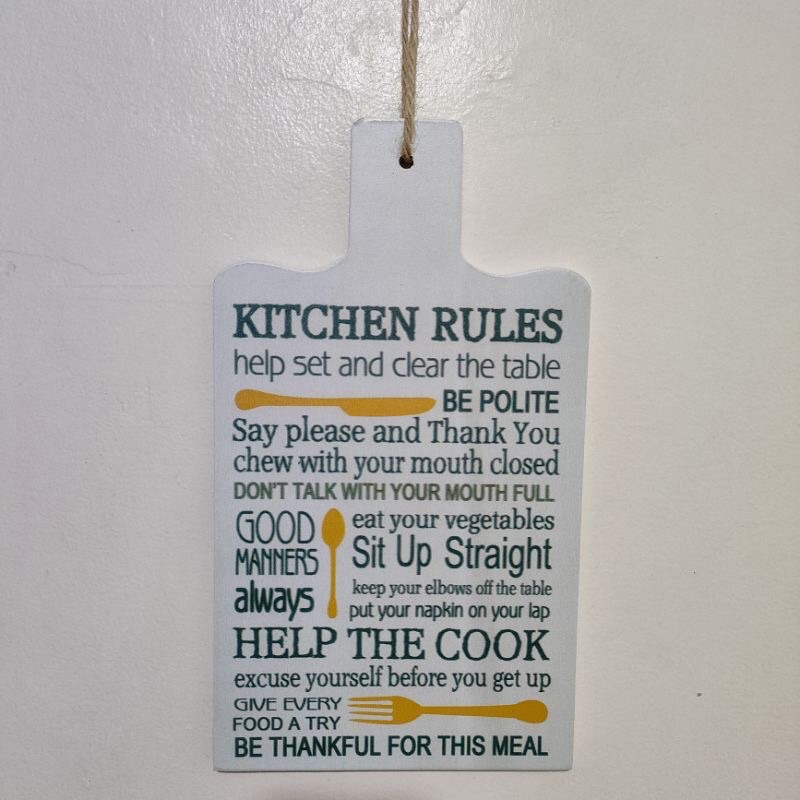 KITCHEN RULES
help set and clear the table
BE POLITE
Say please and Thank You
chew with your mouth closed
DON'T TALK WITH YOUR MOUTH FULL
GOOD
MANNERS
always
eat your vegetables
Sit Up Straight
keep your elbows off the table
put your napkin on your lap
HELP THE COOK
excuse yourself before you get up
GIVE EVERY
FOOD A TRY
BE THANKFUL FOR THIS MEAL